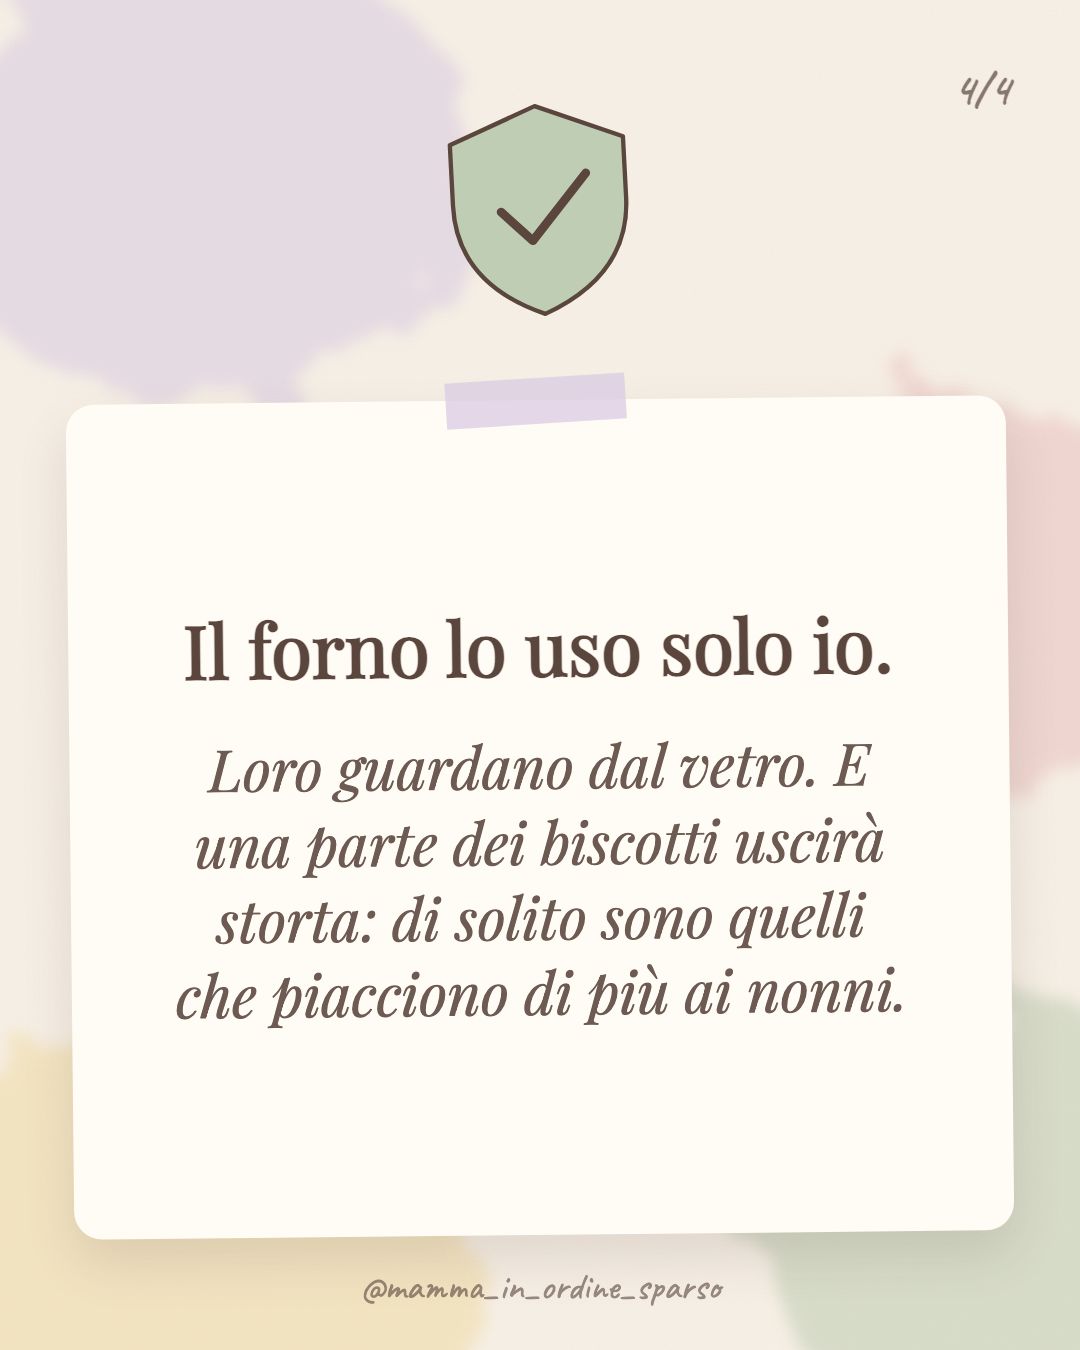 4/4
Il forno lo uso solo io.
Loro guardano dal vetro. E
una parte dei biscotti uscirà
storta: di solito sono quelli
che piacciono di più ai nonni.
@mamma_in_ordine_sparso